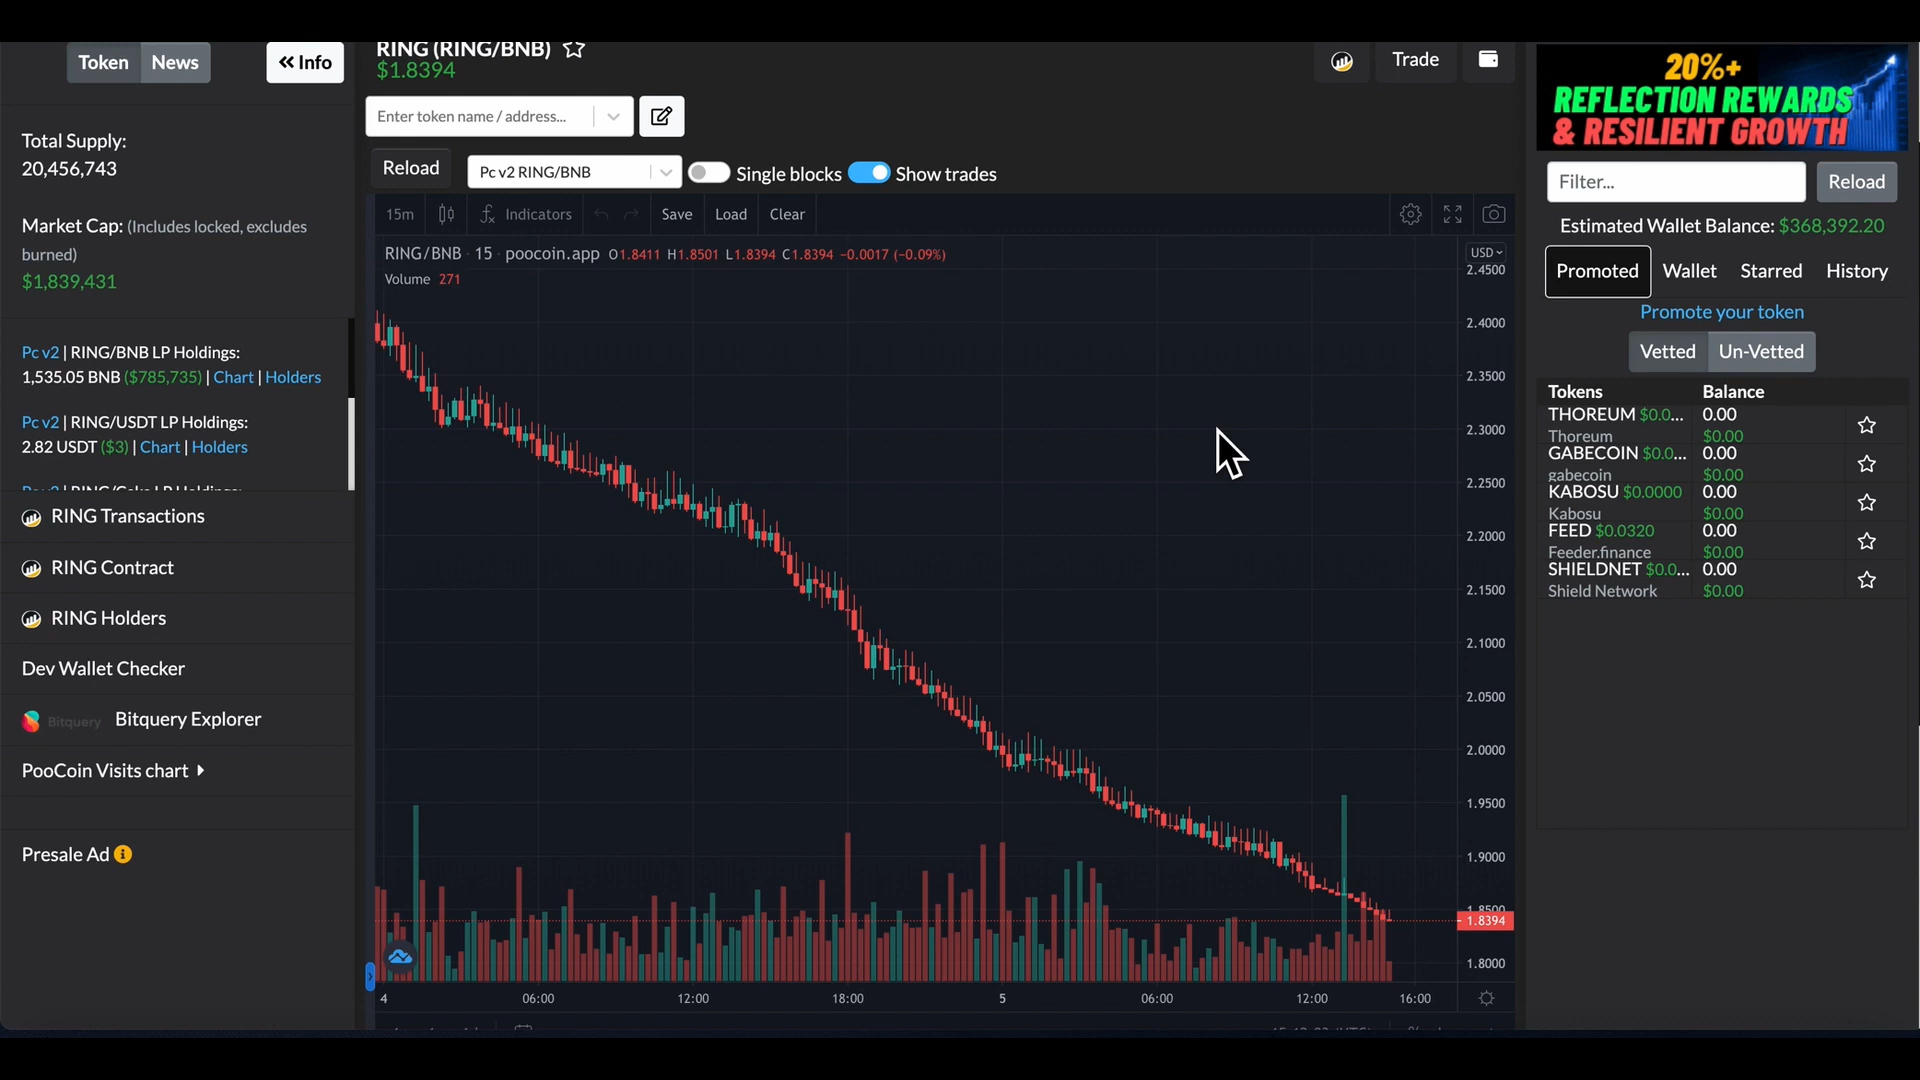 Token
News
« Info
Total Supply:
20,456,743
Market Cap: (Includes locked, excludes
burned)
$1,839,431
Pc v2 | RING/BNB LP Holdings:
1,535.05 BNB ($785,735) | Chart | Holders
Pc v2 | RING/USDT LP Holdings:
2.82 USDT ($3) | Chart | Holders
RING Transactions
RING Contract
RING Holders
Dev Wallet Checker
Bitquery Bitquery Explorer
PooCoin Visits chart
Presale Ad
RING (RING/BNB)
$1.8394
Trade
Enter token name / address...
Reload
Pc v2 RING/BNB
Single blocks
Show trades
15m
Indicators
Save
Load
Clear
RING/BNB · 15 · poocoin.app O1.8411 H1.8501 L1.8394 C1.8394 −0.0017 (−0.09%)
Volume 271
USD
2.4500
2.4000
2.3500
2.3000
2.2500
2.2000
2.1500
2.1000
2.0500
2.0000
1.9500
1.9000
1.8500
1.8394
1.8000
4 06:00 12:00 18:00 5 06:00 12:00 16:00
20%+
REFLECTION REWARDS
& RESILIENT GROWTH
Filter...
Reload
Estimated Wallet Balance: $368,392.20
Promoted
Wallet
Starred
History
Promote your token
Vetted
Un-Vetted
Tokens Balance
THOREUM $0.0... 0.00
Thoreum $0.00
GABECOIN $0.0... 0.00
gabecoin $0.00
KABOSU $0.0000 0.00
Kabosu $0.00
FEED $0.0320 0.00
Feeder.finance $0.00
SHIELDNET $0.0... 0.00
Shield Network $0.00